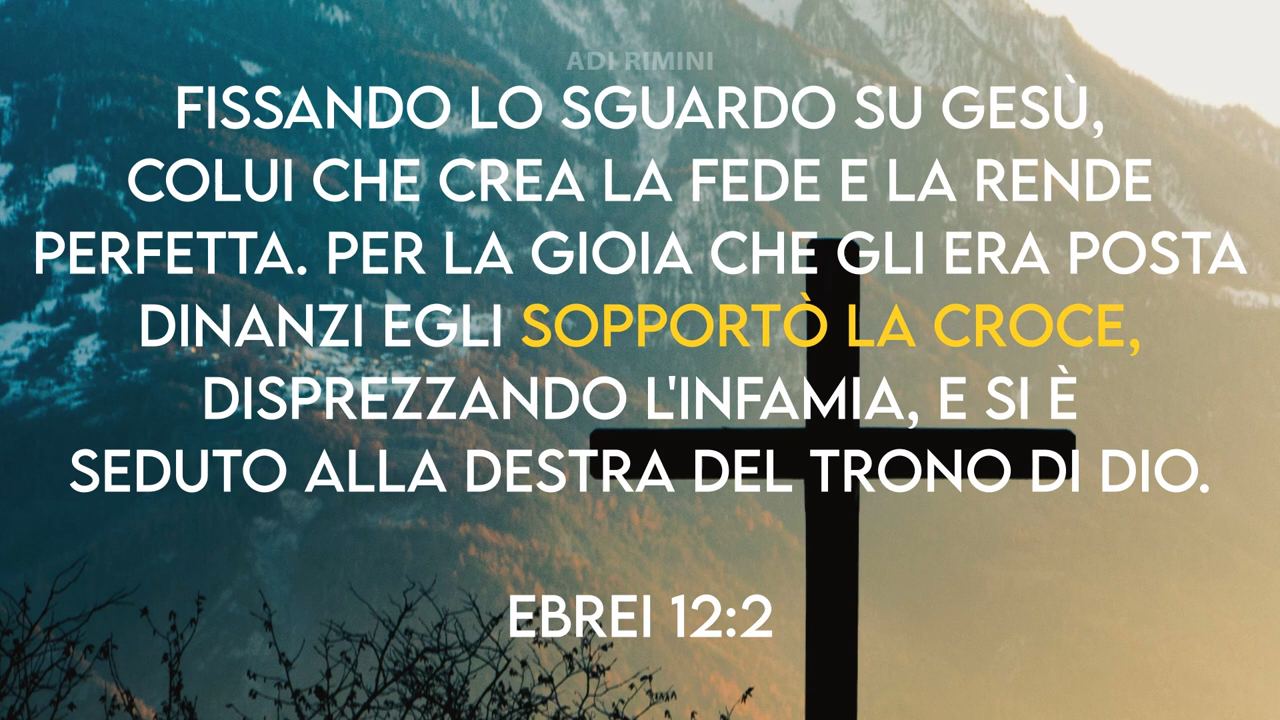 ADI RIMINI
FISSANDO LO SGUARDO SU GESÙ,
COLUI CHE CREA LA FEDE E LA RENDE
PERFETTA. PER LA GIOIA CHE GLI ERA POSTA
DINANZI EGLI SOPPORTÒ LA CROCE,
DISPREZZANDO L'INFAMIA, E SI È
SEDUTO ALLA DESTRA DEL TRONO DI DIO.
EBREI 12:2